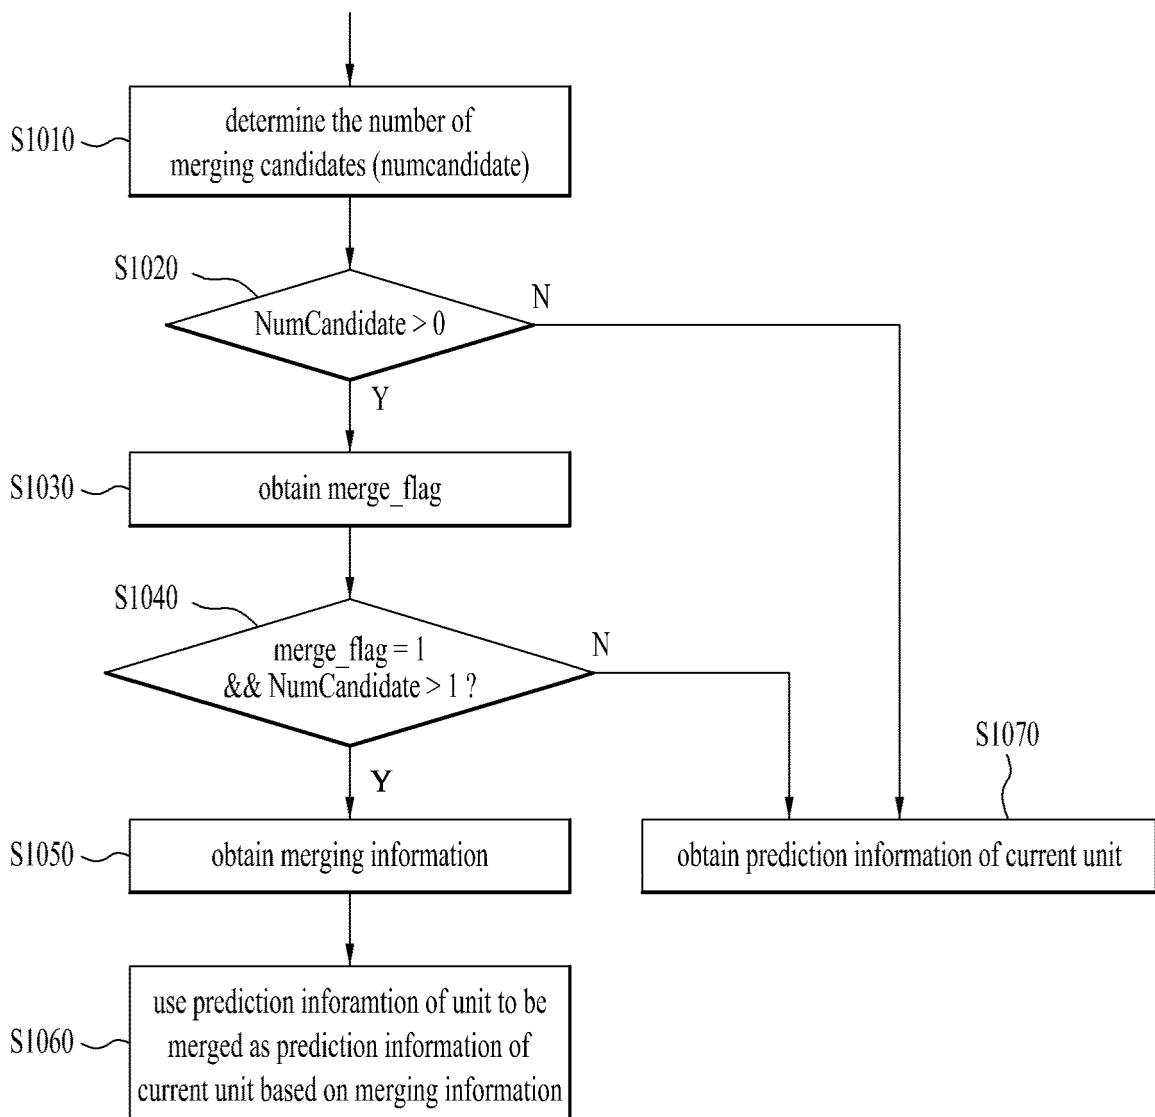 S1010
determine the number of
merging candidates (numcandidate)
S1020
NumCandidate > 0
N
Y
S1030
obtain merge_flag
S1040
merge_flag = 1
&& NumCandidate > 1 ?
N
Y
S1070
S1050
obtain merging information
obtain prediction information of current unit
S1060
use prediction inforamtion of unit to be
merged as prediction information of
current unit based on merging information